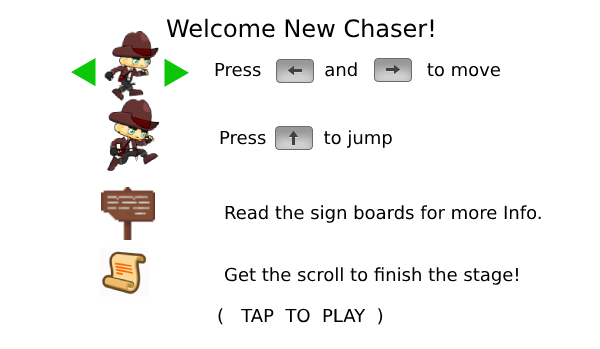 Welcome New Chaser!
Press ← and → to move
Press ↑ to jump
Read the sign boards for more Info.
Get the scroll to finish the stage!
( TAP TO PLAY )